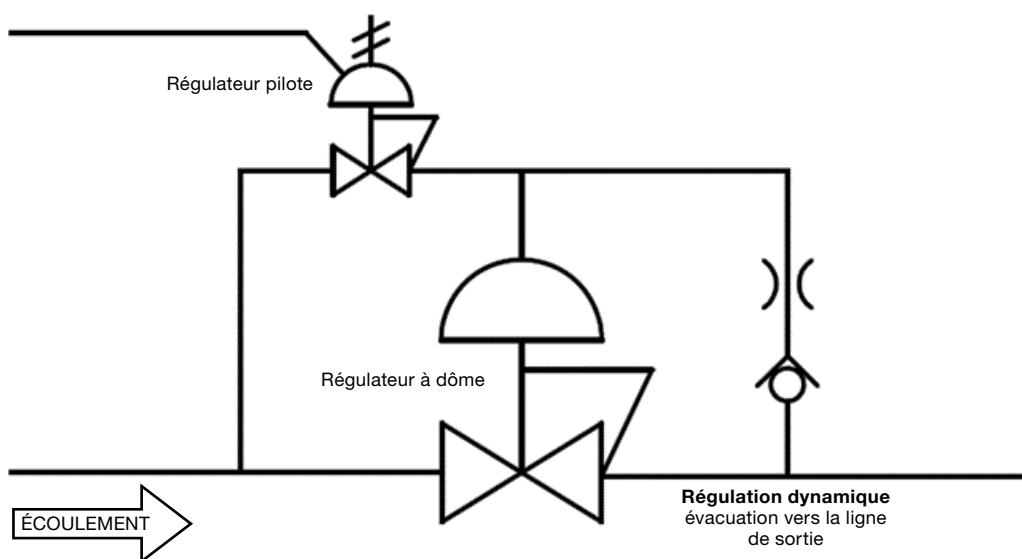 Régulateur pilote
Régulateur à dôme
ÉCOULEMENT
Régulation dynamique
évacuation vers la ligne
de sortie